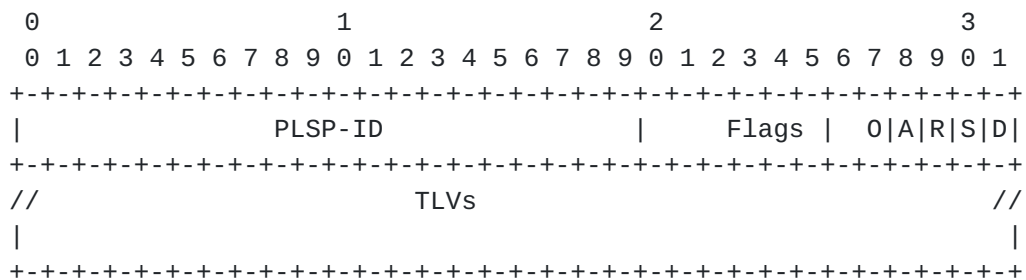 0                   1                   2                   3
 0 1 2 3 4 5 6 7 8 9 0 1 2 3 4 5 6 7 8 9 0 1 2 3 4 5 6 7 8 9 0 1
+-+-+-+-+-+-+-+-+-+-+-+-+-+-+-+-+-+-+-+-+-+-+-+-+-+-+-+-+-+-+-+-+
|                PLSP-ID                |     Flags |  O|A|R|S|D|
+-+-+-+-+-+-+-+-+-+-+-+-+-+-+-+-+-+-+-+-+-+-+-+-+-+-+-+-+-+-+-+-+
//                        TLVs                                 //
|                                                               |
+-+-+-+-+-+-+-+-+-+-+-+-+-+-+-+-+-+-+-+-+-+-+-+-+-+-+-+-+-+-+-+-+